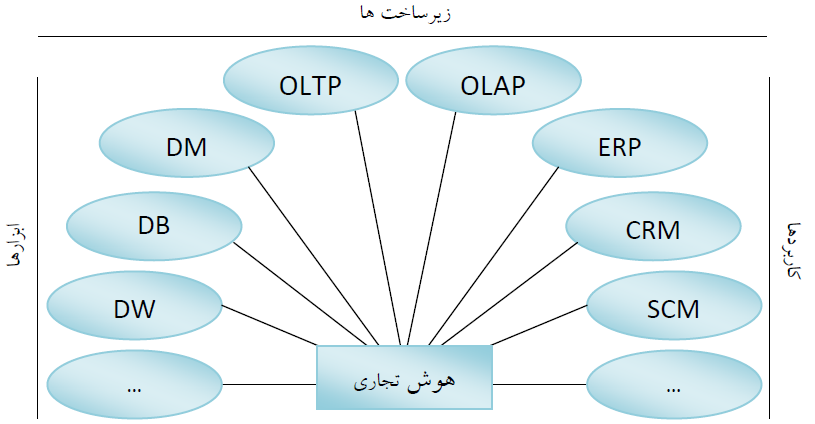 زیرساخت ها
OLTP
OLAP
DM
ERP
DB
CRM
ابزارها
کاربردها
DW
SCM
...
هوش تجاری
...